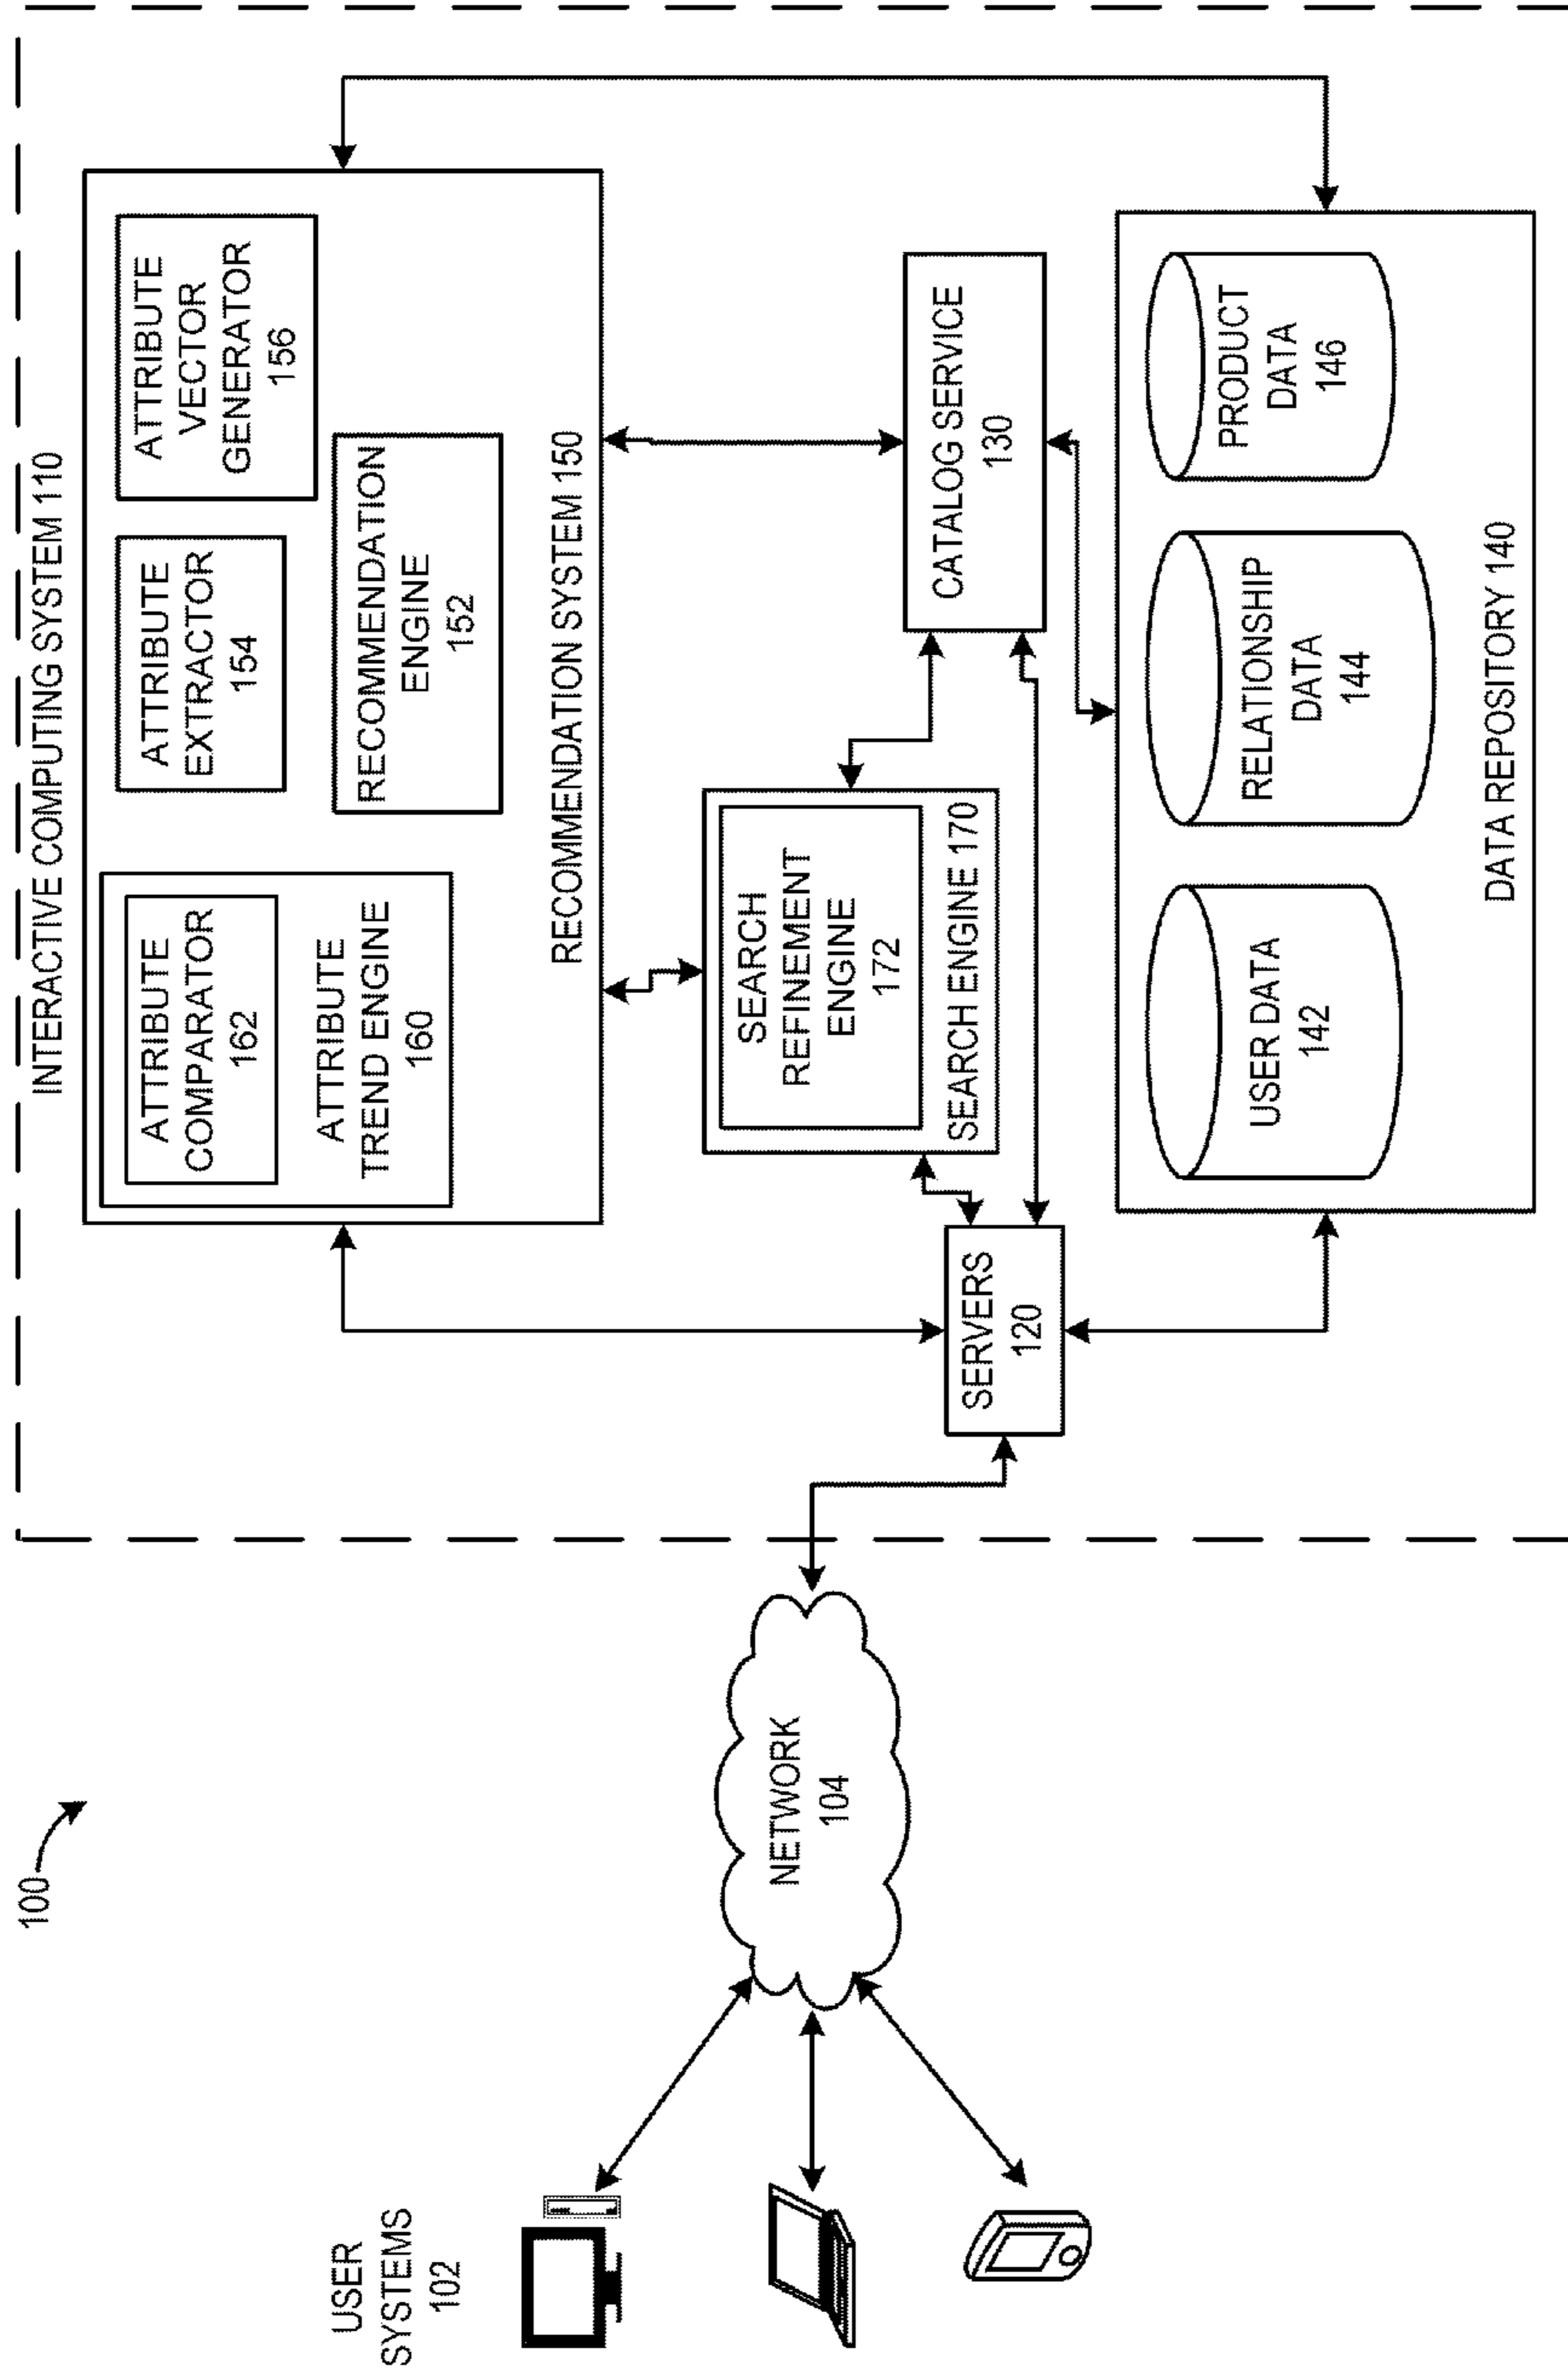 100
INTERACTIVE COMPUTING SYSTEM 110
USER
SYSTEMS
102
NETWORK
104
SERVERS
120
ATTRIBUTE
COMPARATOR
162
ATTRIBUTE
TREND ENGINE
160
ATTRIBUTE
EXTRACTOR
154
ATTRIBUTE
VECTOR
GENERATOR
156
RECOMMENDATION
ENGINE
152
RECOMMENDATION SYSTEM 150
SEARCH
REFINEMENT
ENGINE
172
SEARCH ENGINE 170
CATALOG SERVICE
130
USER DATA
142
RELATIONSHIP
DATA
144
PRODUCT
DATA
146
DATA REPOSITORY 140